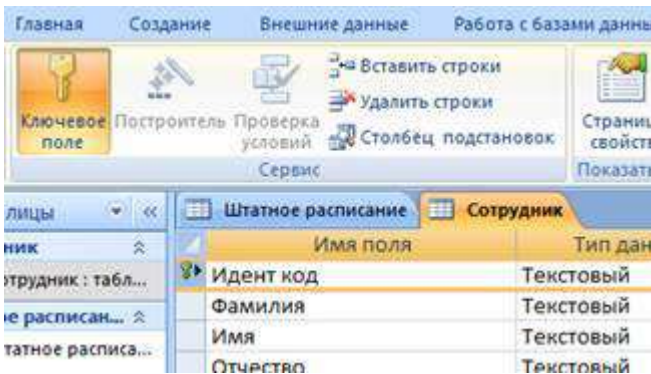 Главная Создание Внешние данные Работа с базами данны
Вставить строки
Удалить строки
Столбец подстановок
Ключевое поле
Построитель
Проверка условий
Страниц свойств
Сервис
Показать
лицы
Штатное расписание Сотрудник
ник
Имя поля Тип дан
отрудник : табл...
Идент код Текстовый
Фамилия Текстовый
е расписан...
Имя Текстовый
татное расписа...
Отчество Текстовый